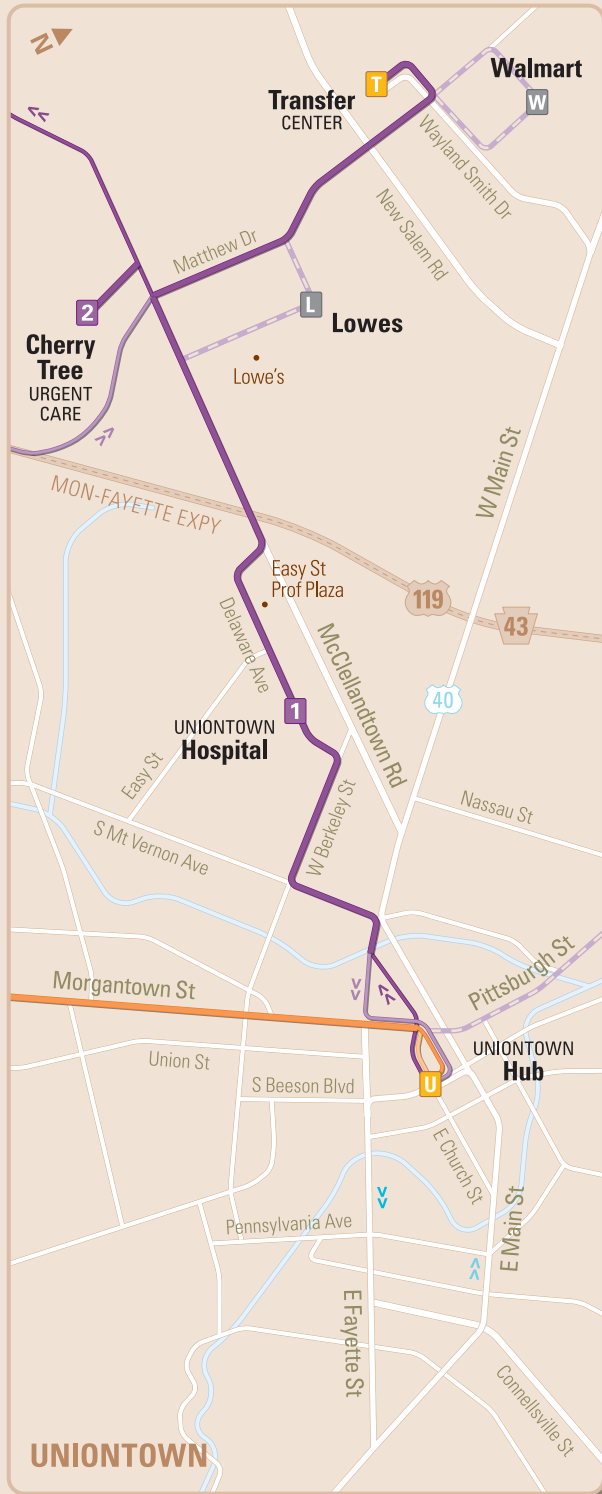 N
Walmart
W
T
Transfer
CENTER
Wayland Smith Dr
New Salem Rd
Matthew Dr
2
L
Lowes
Cherry
Tree
URGENT
CARE
Lowe's
W Main St
MON-FAYETTE EXPY
Easy St
Prof Plaza
119
43
Delaware Ave
McClellandtown Rd
40
1
UNIONTOWN
Hospital
Easy St
W Berkeley St
Nassau St
S Mt Vernon Ave
Pittsburgh St
Morgantown St
UNIONTOWN
Hub
Union St
S Beeson Blvd
U
E Church St
E Main St
Pennsylvania Ave
E Fayette St
Connellsville St
UNIONTOWN